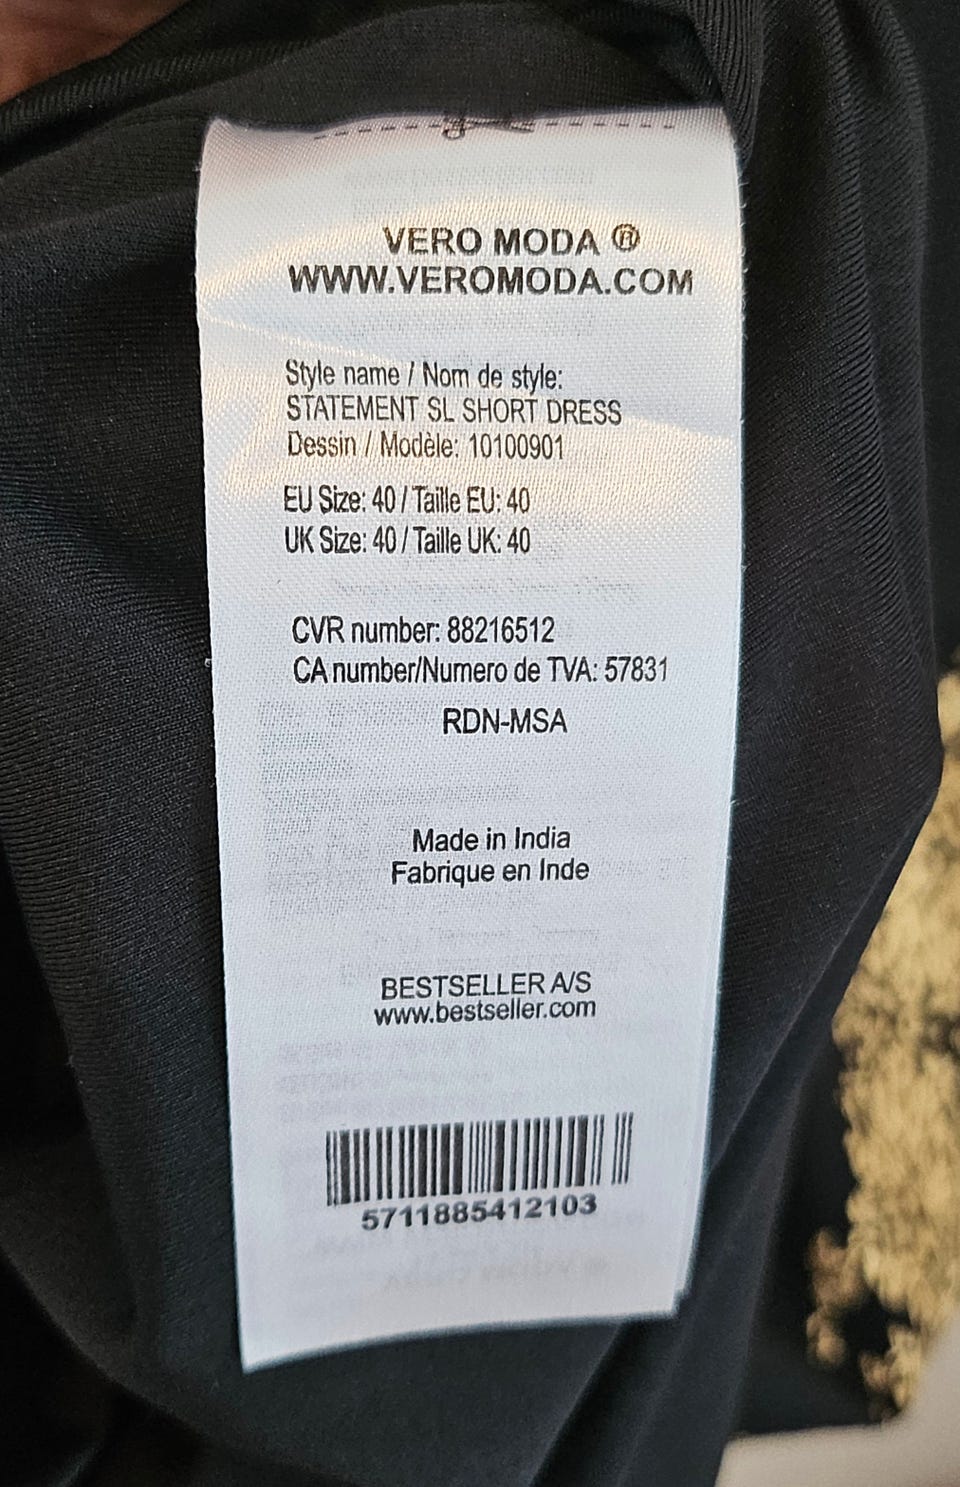 VERO MODA ®
WWW.VEROMODA.COM
Style name / Nom de style:
STATEMENT SL SHORT DRESS
Dessin / Modèle: 10100901
EU Size: 40 / Taille EU: 40
UK Size: 40 / Taille UK: 40
CVR number: 88216512
CA number/Numero de TVA: 57831
RDN-MSA
Made in India
Fabrique en Inde
BESTSELLER A/S
www.bestseller.com
5711885412103